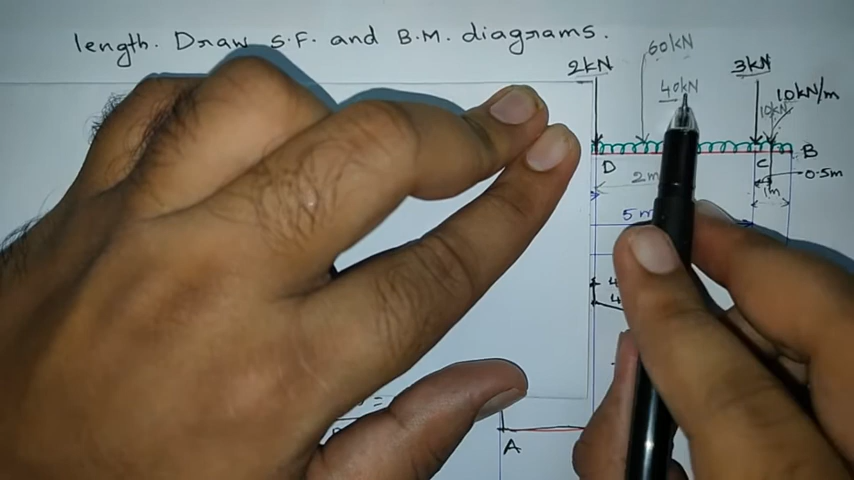 length. Draw S.F. and B.M. diagrams.
60kN
2kN
3kN
40kN
10kN/m
10kN
D
C
B
2m
0.5m
1m
5m
A